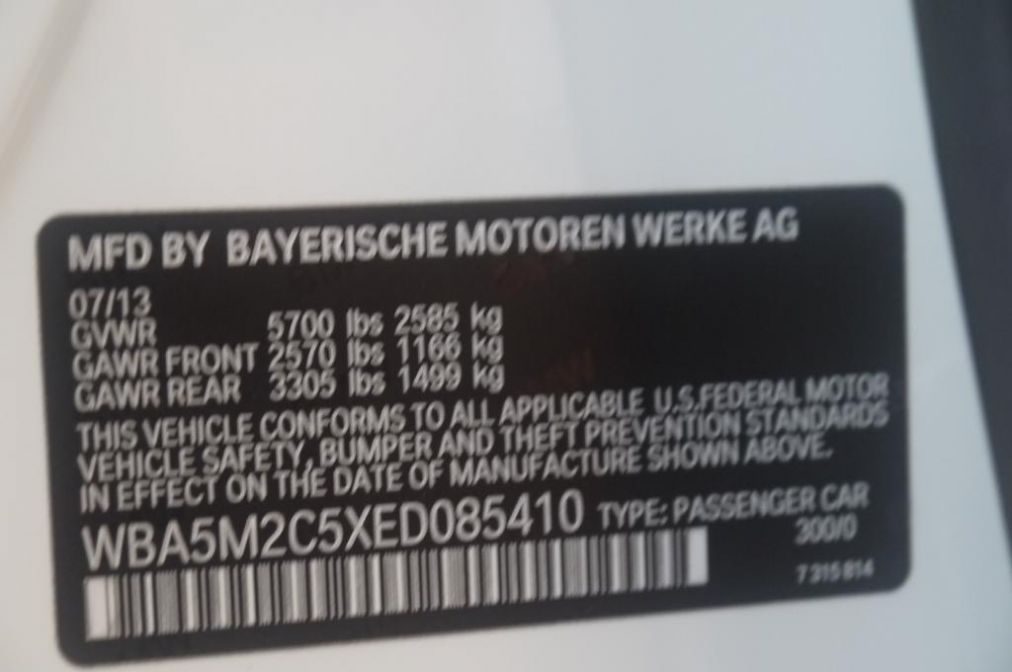 MFD BY BAYERISCHE MOTOREN WERKE AG
07/13
GVWR 5700 lbs 2585 kg
GAWR FRONT 2570 lbs 1166 kg
GAWR REAR 3305 lbs 1499 kg
THIS VEHICLE CONFORMS TO ALL APPLICABLE U.S.FEDERAL MOTOR
VEHICLE SAFETY, BUMPER AND THEFT PREVENTION STANDARDS
IN EFFECT ON THE DATE OF MANUFACTURE SHOWN ABOVE.
WBA5M2C5XED085410 TYPE: PASSENGER CAR
300/0
7 315 814